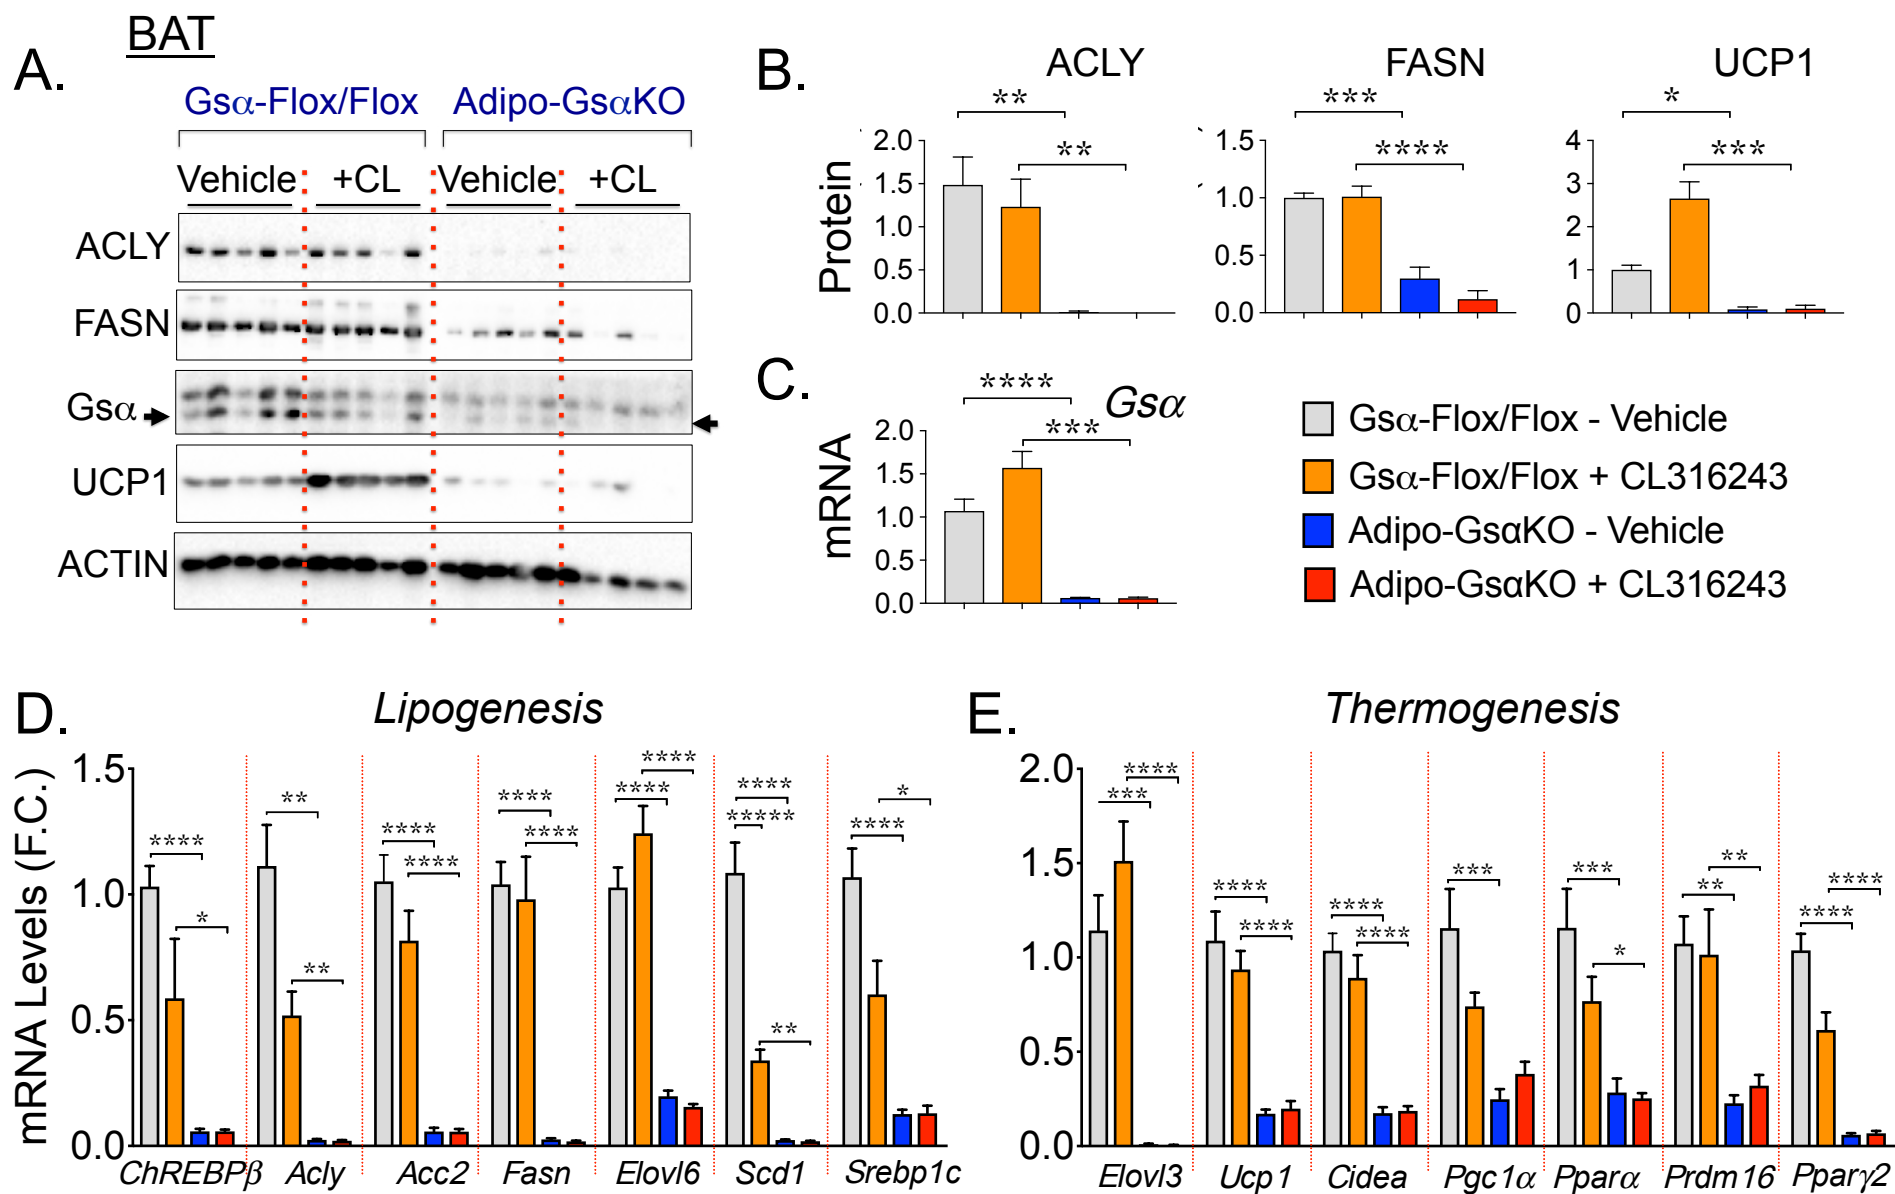 BAT
A.
Gsα-Flox/Flox Adipo-GsαKO
Vehicle +CL Vehicle +CL
ACLY
FASN
Gsα
UCP1
ACTIN
B.
ACLY FASN UCP1
** *** *
** **** ***
Protein
2.0 1.5 4
1.5 1.0 3
1.0 0.5 2
0.5 0.0 1
0.0 0
C.
Gsα
****
***
mRNA
2.0
1.5
1.0
0.5
0.0
Gsα-Flox/Flox - Vehicle
Gsα-Flox/Flox + CL316243
Adipo-GsαKO - Vehicle
Adipo-GsαKO + CL316243
D.
Lipogenesis
mRNA Levels (F.C.)
1.5
1.0
0.5
0.0
**** * ** ** **** **** **** **** **** **** **** ***** ** **** *
ChREBPβ Acly Acc2 Fasn Elovl6 Scd1 Srebp1c
E.
Thermogenesis
2.0
1.5
1.0
0.5
0.0
*** **** **** **** **** **** *** *** * ** ** **** ****
Elovl3 Ucp1 Cidea Pgc1α Pparα Prdm16 Pparγ2